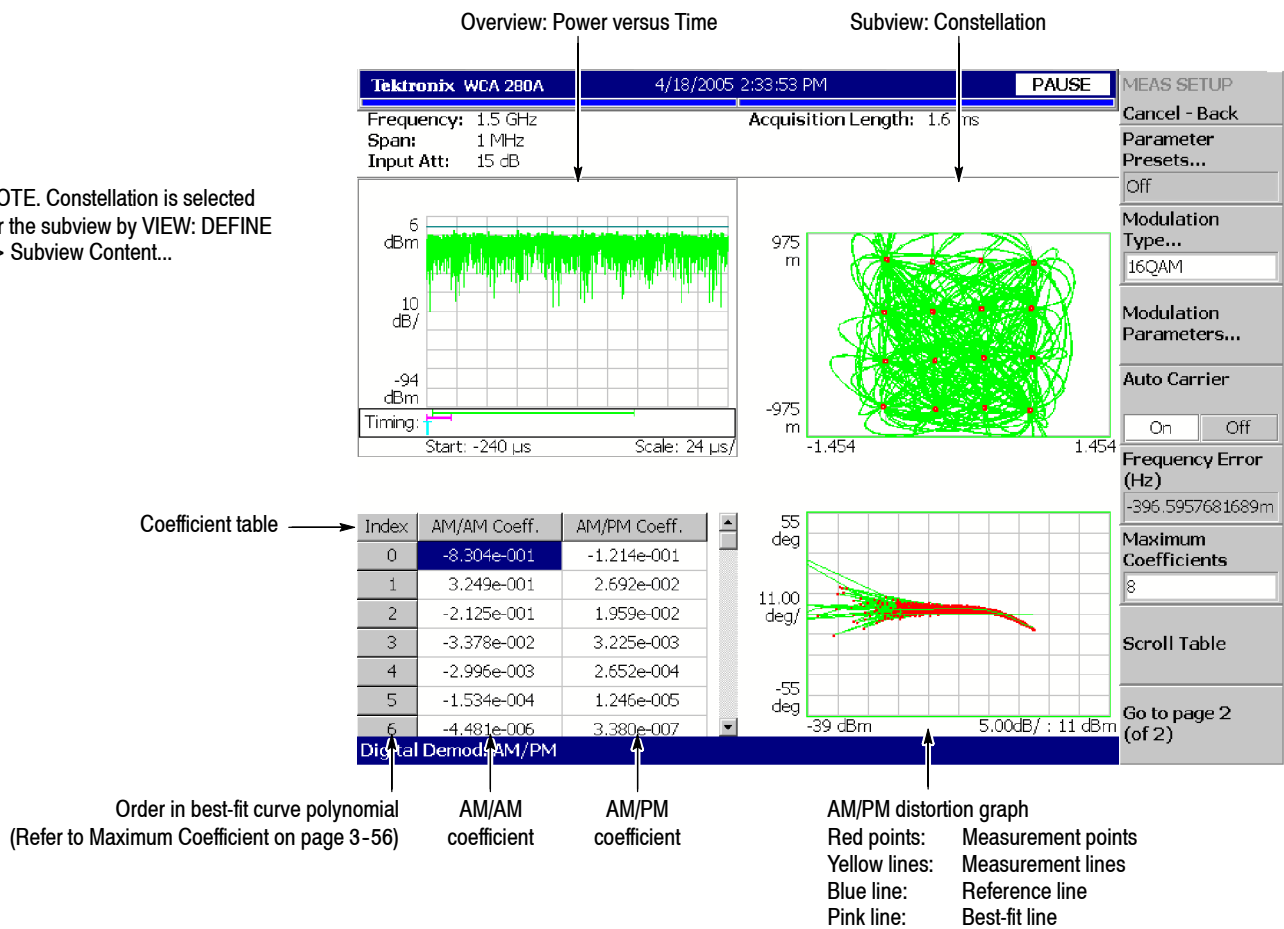 Overview: Power versus Time
Subview: Constellation
Tektronix WCA 280A 4/18/2005 2:33:53 PM PAUSE
Frequency: 1.5 GHz
Acquisition Length: 1.6 ms
Span: 1 MHz
Input Att: 15 dB
MEAS SETUP
Cancel - Back
Parameter
Presets...
Off
Modulation
Type...
16QAM
Modulation
Parameters...
Auto Carrier
On Off
Frequency Error
(Hz)
-396.5957681689m
Maximum
Coefficients
8
Scroll Table
Go to page 2
(of 2)
OTE. Constellation is selected
r the subview by VIEW: DEFINE
> Subview Content...
6
dBm
10
dB/
-94
dBm
Timing:
Start: -240 µs Scale: 24 µs/
975
m
-975
m
-1.454 1.454
Coefficient table
Index AM/AM Coeff. AM/PM Coeff.
0 -8.304e-001 -1.214e-001
1 3.249e-001 2.692e-002
2 -2.125e-001 1.959e-002
3 -3.378e-002 3.225e-003
4 -2.996e-003 2.652e-004
5 -1.534e-004 1.246e-005
6 -4.481e-006 3.380e-007
55
deg
11.00
deg/
-55
deg
-39 dBm 5.00dB/ : 11 dBm
Digital Demod: AM/PM
Order in best-fit curve polynomial
(Refer to Maximum Coefficient on page 3-56)
AM/AM
coefficient
AM/PM
coefficient
AM/PM distortion graph
Red points: Measurement points
Yellow lines: Measurement lines
Blue line: Reference line
Pink line: Best-fit line